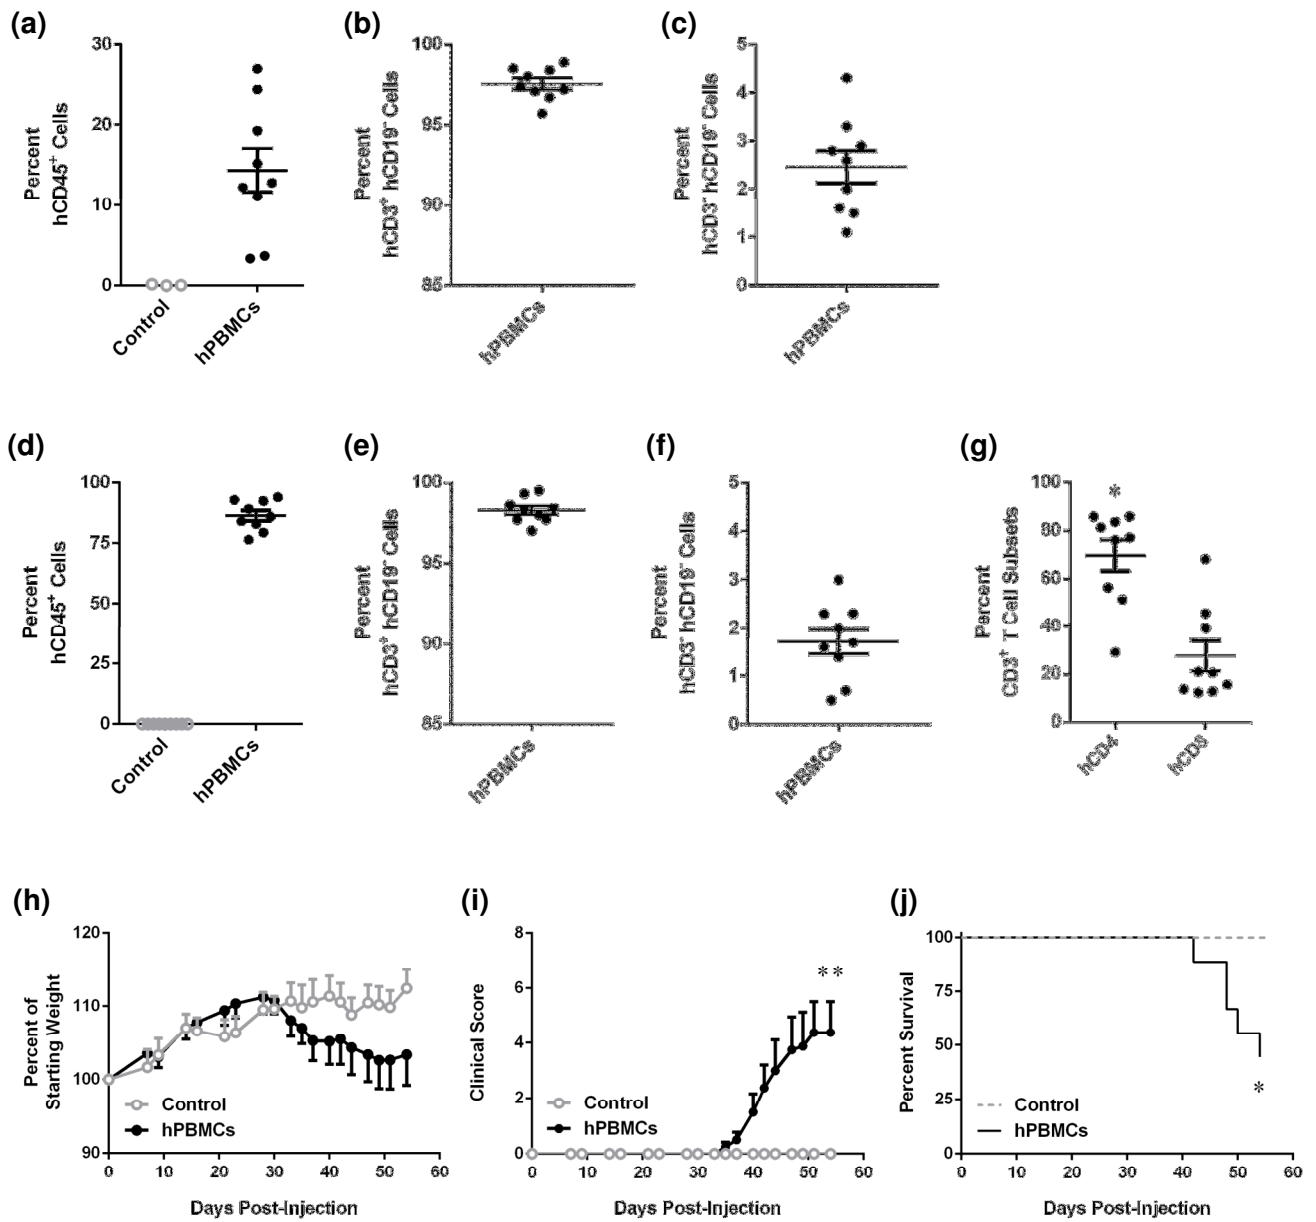 (a)
30
20
10
0
Percent
hCD45⁺ Cells
Control
hPBMCs
(b)
100
95
90
85
Percent
hCD3⁺ hCD19⁻ Cells
hPBMCs
(c)
5
4
3
2
1
0
Percent
hCD3⁻ hCD19⁻ Cells
hPBMCs
(d)
100
75
50
25
0
Percent
hCD45⁺ Cells
Control
hPBMCs
(e)
100
95
90
85
Percent
hCD3⁺ hCD19⁻ Cells
hPBMCs
(f)
5
4
3
2
1
0
Percent
hCD3⁻ hCD19⁻ Cells
hPBMCs
(g)
100
80
60
40
20
0
Percent
CD3⁺ T Cell Subsets
*
hCD4
hCD8
(h)
120
110
100
90
Percent of
Starting Weight
Control
hPBMCs
0 10 20 30 40 50 60
Days Post-Injection
(i)
8
6
4
2
0
Clinical Score
**
Control
hPBMCs
0 10 20 30 40 50 60
Days Post-Injection
(j)
100
75
50
25
0
Percent Survival
*
Control
hPBMCs
0 10 20 30 40 50 60
Days Post-Injection